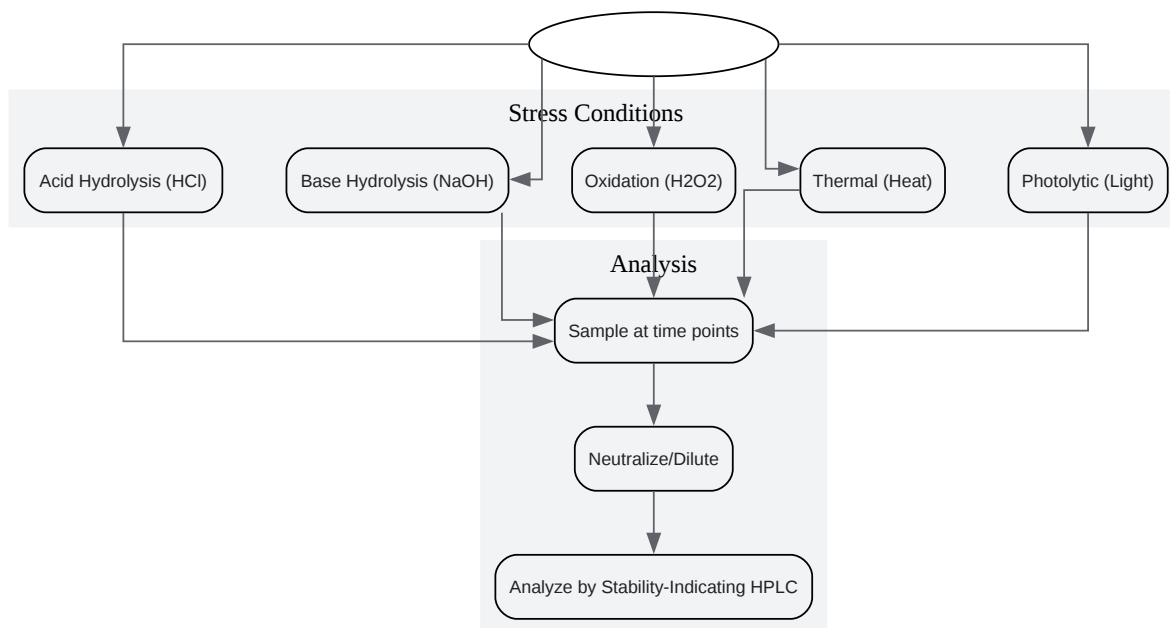 Stress Conditions
Acid Hydrolysis (HCl)
Base Hydrolysis (NaOH)
Oxidation (H2O2)
Thermal (Heat)
Photolytic (Light)
Analysis
Sample at time points
Neutralize/Dilute
Analyze by Stability-Indicating HPLC